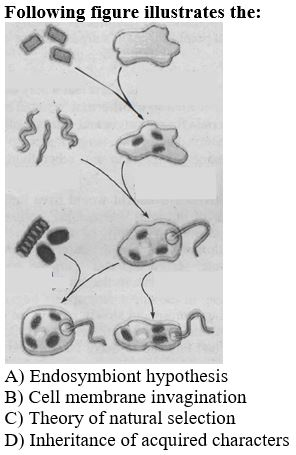 Following figure illustrates the:
A) Endosymbiont hypothesis
B) Cell membrane invagination
C) Theory of natural selection
D) Inheritance of acquired characters